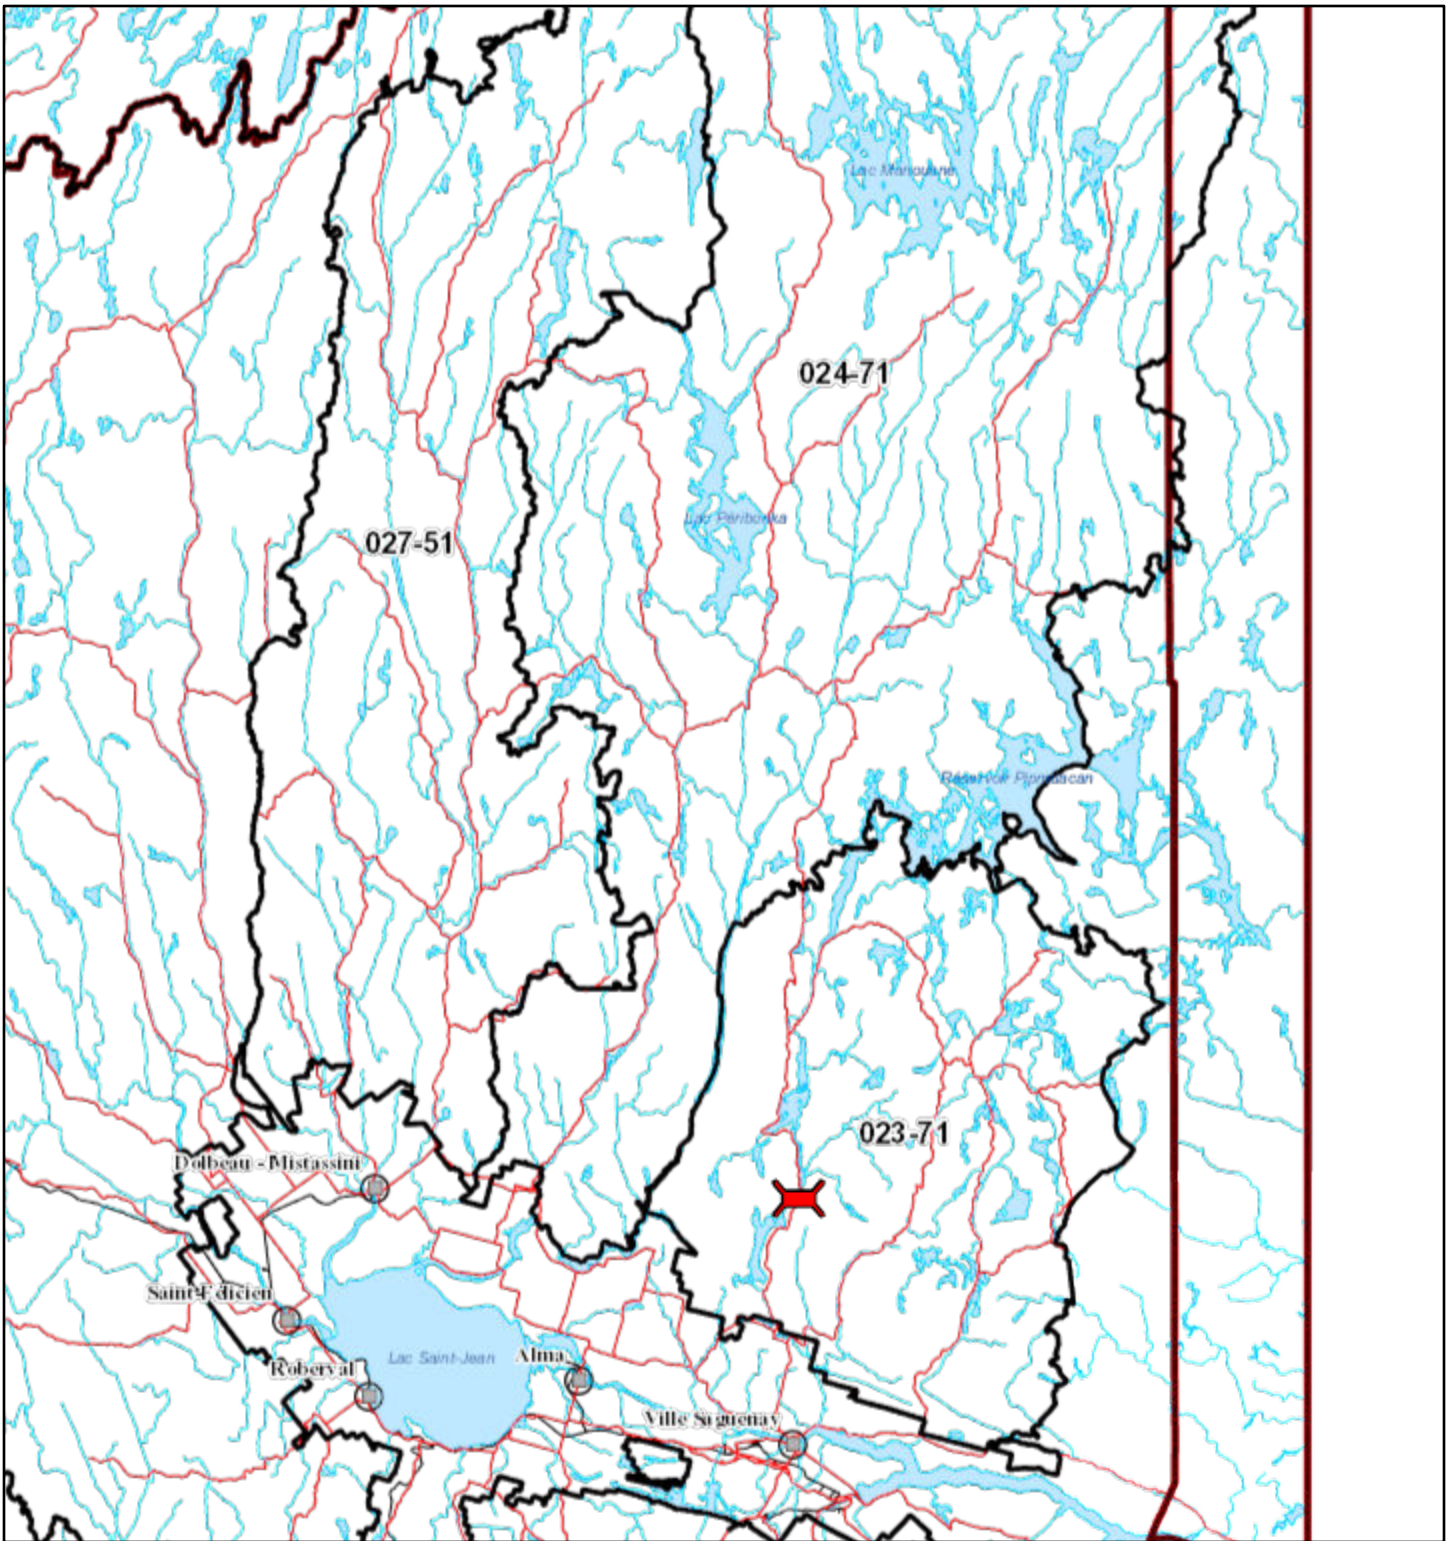 Lac Manouane
024-71
Lac Péribonka
027-51
Réservoir Pipmuacan
023-71
Dolbeau - Mistassini
Saint-Félicien
Lac Saint-Jean
Alma
Roberval
Ville Saguenay